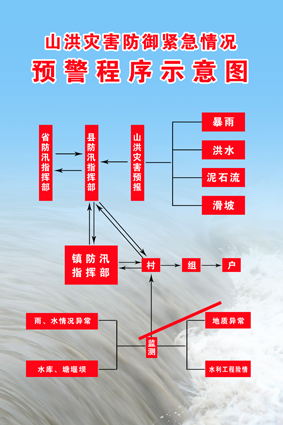 山洪灾害防御紧急情况
预警程序示意图
省防汛指挥部
县防汛指挥部
山洪灾害预报
暴雨
洪水
泥石流
滑坡
镇防汛
指挥部
村
组
户
雨、水情况异常
地质异常
监测
水库、塘堰坝
水利工程险情